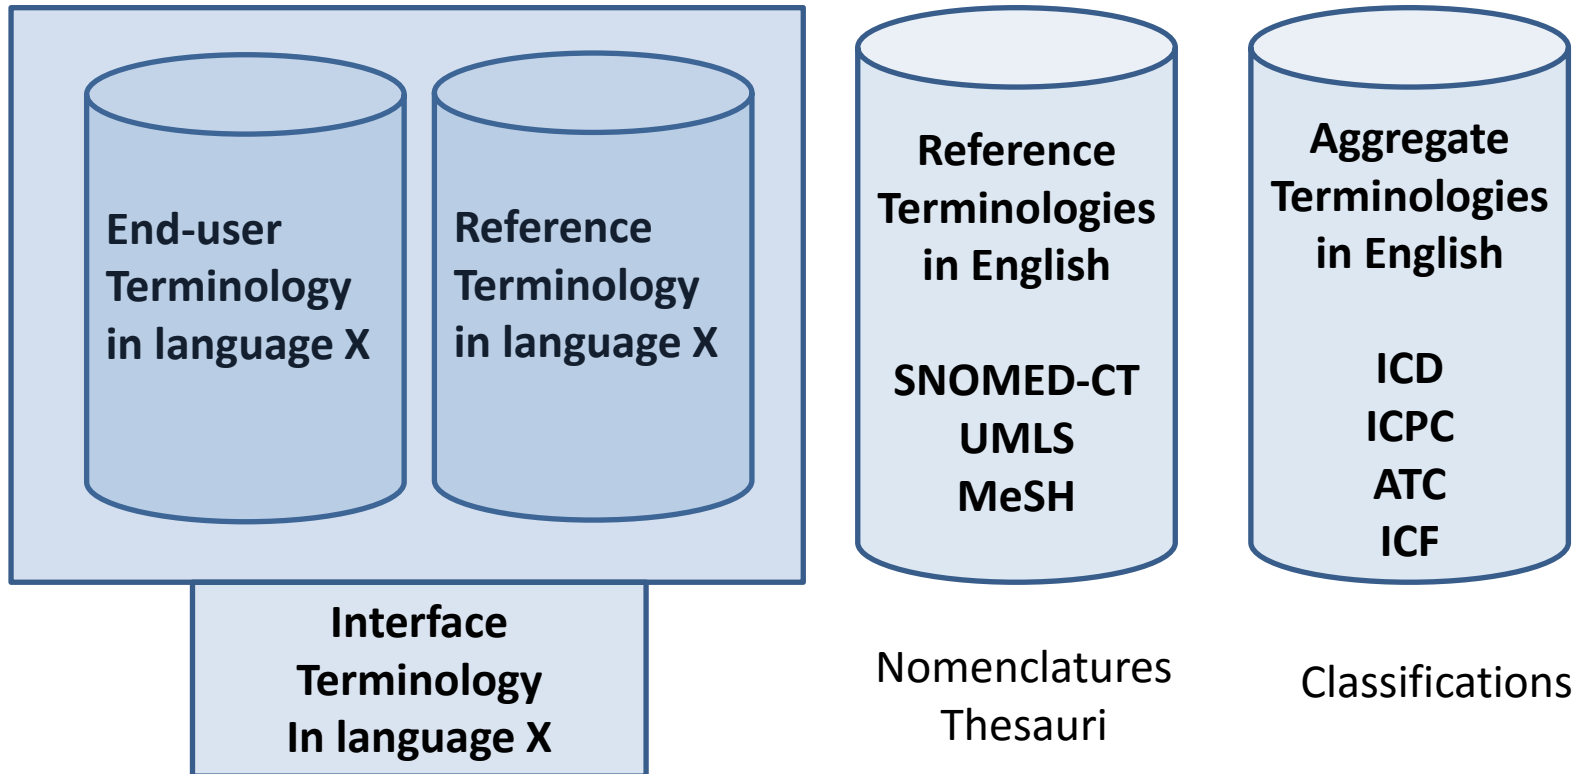 End-user
Terminology
in language X
Reference
Terminology
in language X
Interface
Terminology
In language X
Reference
Terminologies
in English
SNOMED-CT
UMLS
MeSH
Nomenclatures
Thesauri
Aggregate
Terminologies
in English
ICD
ICPC
ATC
ICF
Classifications